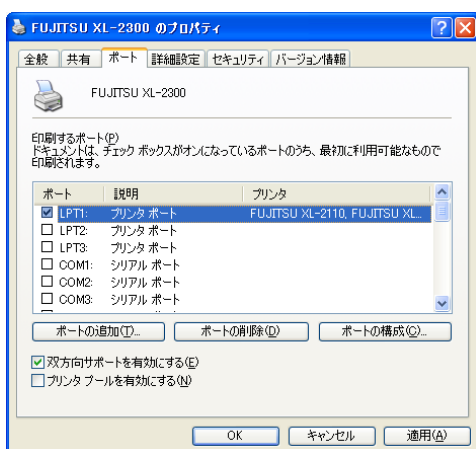 FUJITSU XL-2300 のプロパティ
全般 共有 ポート 詳細設定 セキュリティ バージョン情報
FUJITSU XL-2300
印刷するポート(P)
ドキュメントは、チェック ボックスがオンになっているポートのうち、最初に利用可能なもので
印刷されます。
ポート 説明 プリンタ
LPT1: プリンタ ポート FUJITSU XL-2110, FUJITSU XL...
LPT2: プリンタ ポート
LPT3: プリンタ ポート
COM1: シリアル ポート
COM2: シリアル ポート
COM3: シリアル ポート
ポートの追加(T)... ポートの削除(D) ポートの構成(C)...
双方向サポートを有効にする(E)
プリンタ プールを有効にする(N)
OK キャンセル 適用(A)